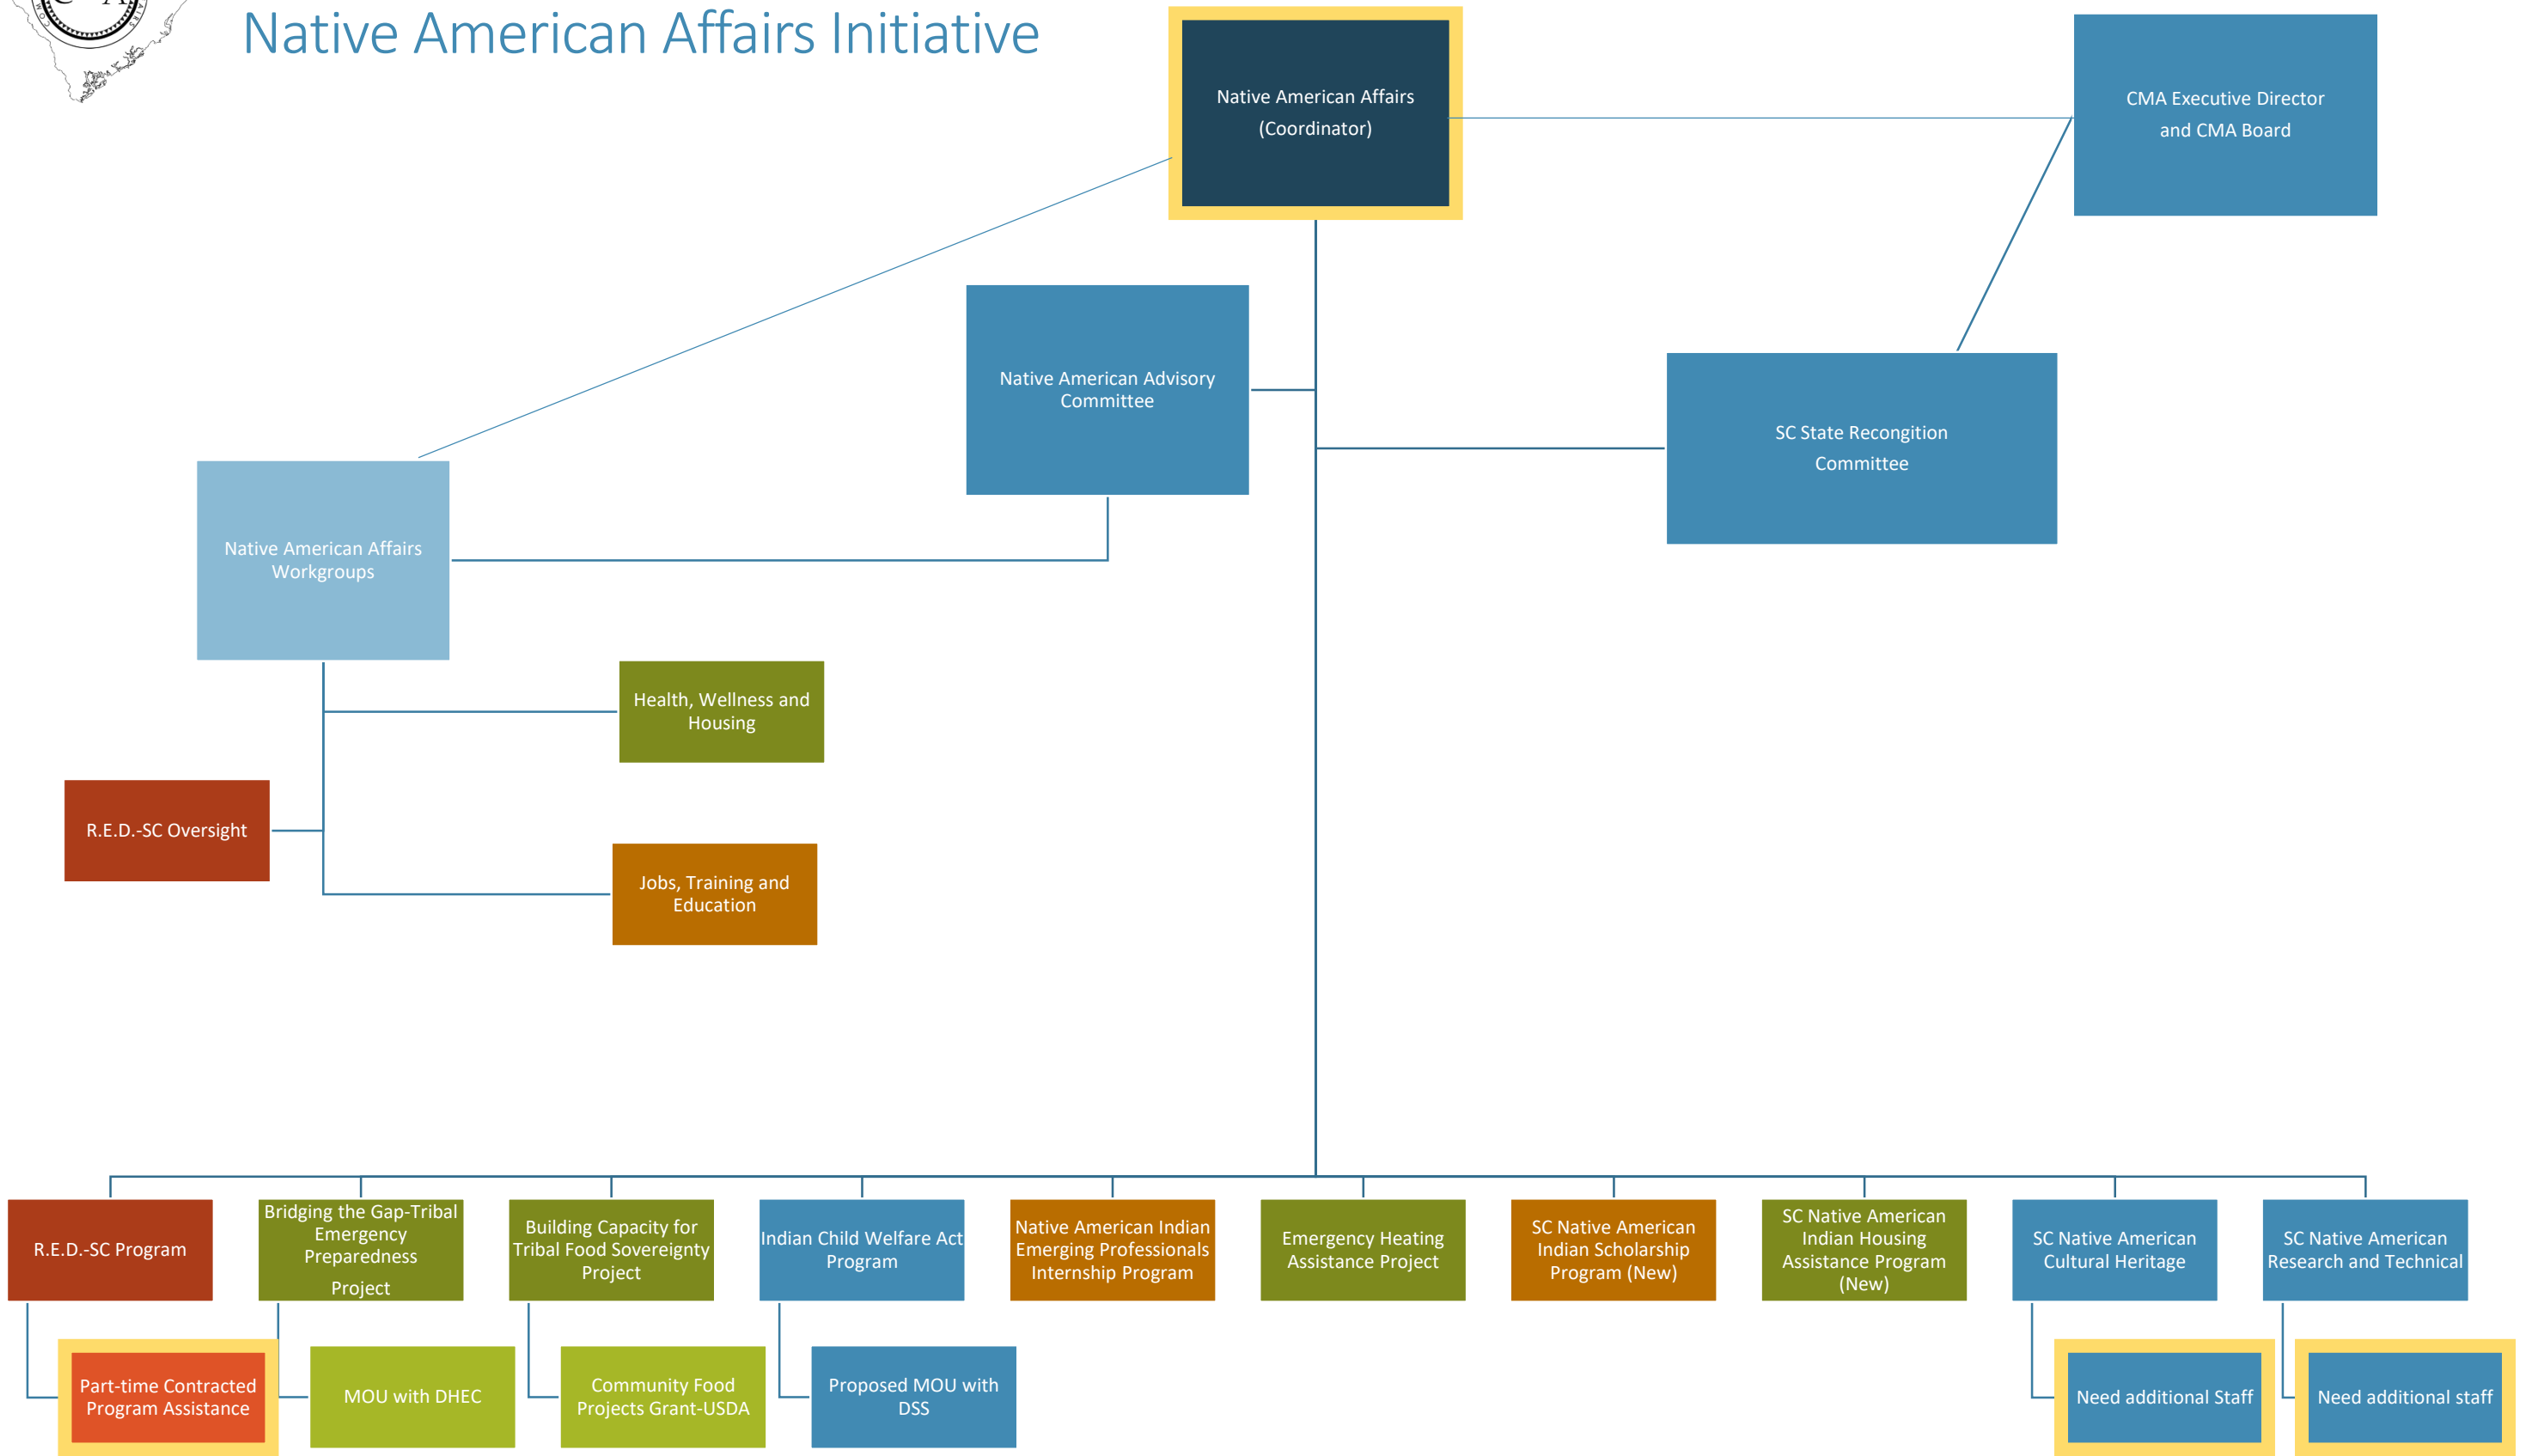 Native American Affairs Initiative
Native American Affairs
(Coordinator)
CMA Executive Director
and CMA Board
Native American Advisory
Committee
SC State Recongition
Committee
Native American Affairs
Workgroups
Health, Wellness and
Housing
R.E.D.-SC Oversight
Jobs, Training and
Education
R.E.D.-SC Program
Bridging the Gap-Tribal
Emergency
Preparedness
Project
Building Capacity for
Tribal Food Sovereignty
Project
Indian Child Welfare Act
Program
Native American Indian
Emerging Professionals
Internship Program
Emergency Heating
Assistance Project
SC Native American
Indian Scholarship
Program (New)
SC Native American
Indian Housing
Assistance Program
(New)
SC Native American
Cultural Heritage
SC Native American
Research and Technical
Part-time Contracted
Program Assistance
MOU with DHEC
Community Food
Projects Grant-USDA
Proposed MOU with
DSS
Need additional Staff
Need additional staff